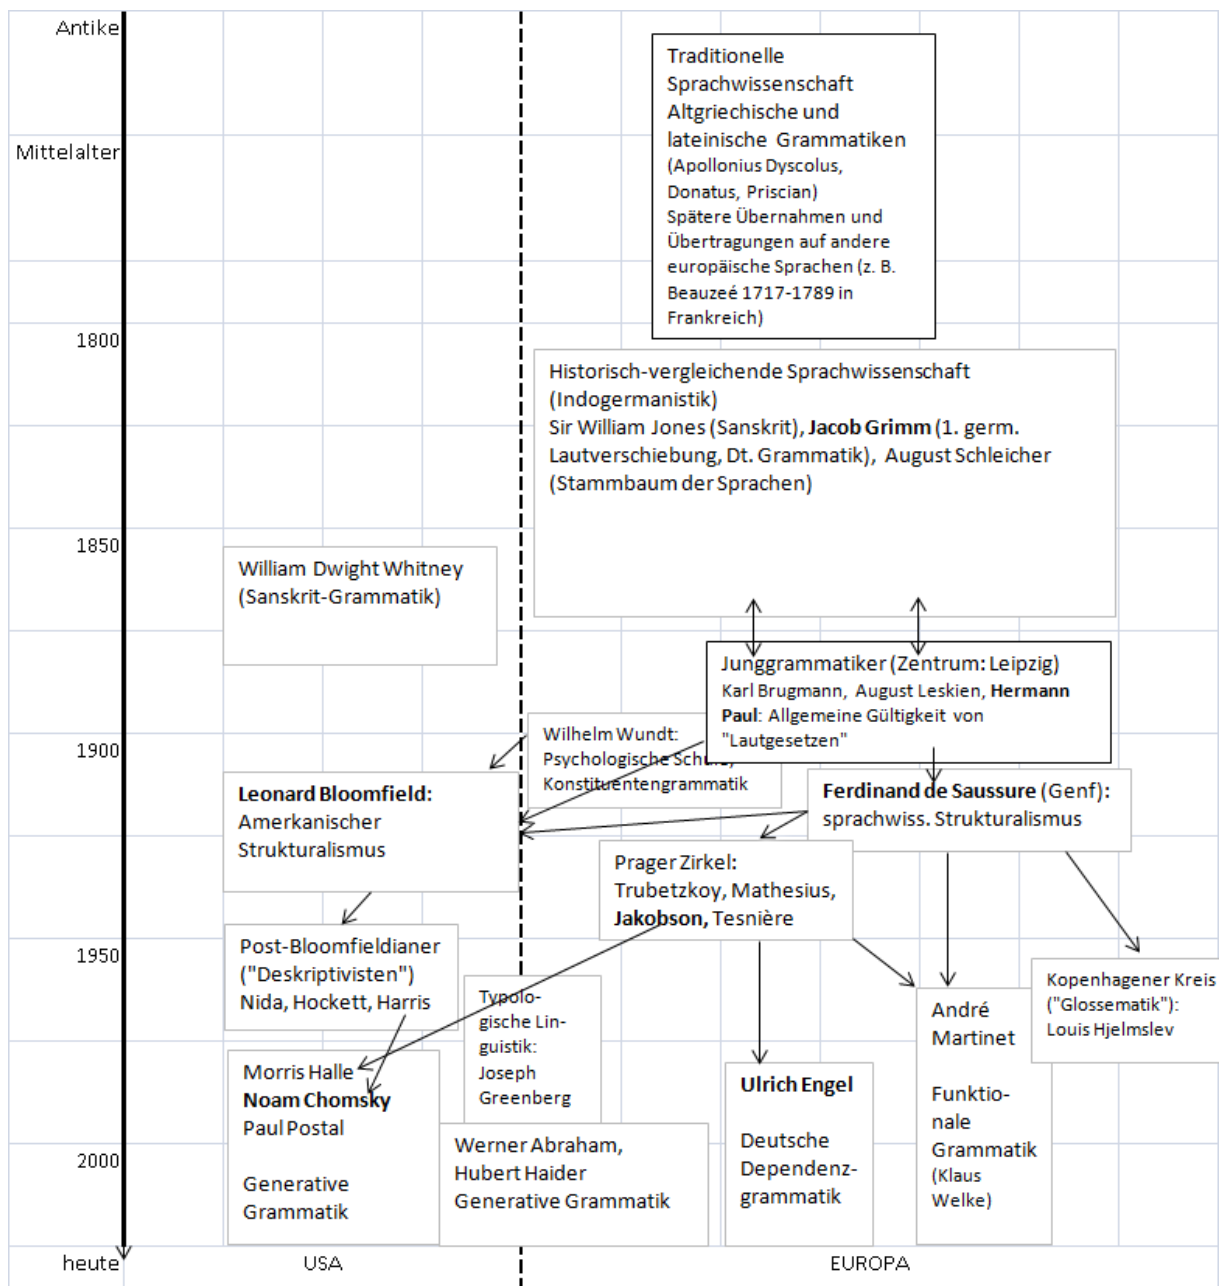 Antike
Traditionelle
Sprachwissenschaft
Altgriechische und
lateinische Grammatiken
(Apollonius Dyscolus,
Donatus, Priscian)
Spätere Übernahmen und
Übertragungen auf andere
europäische Sprachen (z. B.
Beauzeé 1717-1789 in
Frankreich)
Mittelalter
1800
Historisch-vergleichende Sprachwissenschaft
(Indogermanistik)
Sir William Jones (Sanskrit), Jacob Grimm (1. germ.
Lautverschiebung, Dt. Grammatik), August Schleicher
(Stammbaum der Sprachen)
1850
William Dwight Whitney
(Sanskrit-Grammatik)
Junggrammatiker (Zentrum: Leipzig)
Karl Brugmann, August Leskien, Hermann
Paul: Allgemeine Gültigkeit von
"Lautgesetzen"
1900
Wilhelm Wundt:
Psychologische Schule,
Konstituentengrammatik
Leonard Bloomfield:
Amerkanischer
Strukturalismus
Ferdinand de Saussure (Genf):
sprachwiss. Strukturalismus
Prager Zirkel:
Trubetzkoy, Mathesius,
Jakobson, Tesnière
Post-Bloomfieldianer
("Deskriptivisten")
Nida, Hockett, Harris
1950
Typolo-
gische Lin-
guistik:
Joseph
Greenberg
Kopenhagener Kreis
("Glossematik"):
Louis Hjelmslev
André
Martinet
Funktio-
nale
Grammatik
(Klaus
Welke)
Morris Halle
Noam Chomsky
Paul Postal
Generative
Grammatik
Ulrich Engel
Deutsche
Dependenz-
grammatik
Werner Abraham,
Hubert Haider
Generative Grammatik
2000
heute
USA
EUROPA